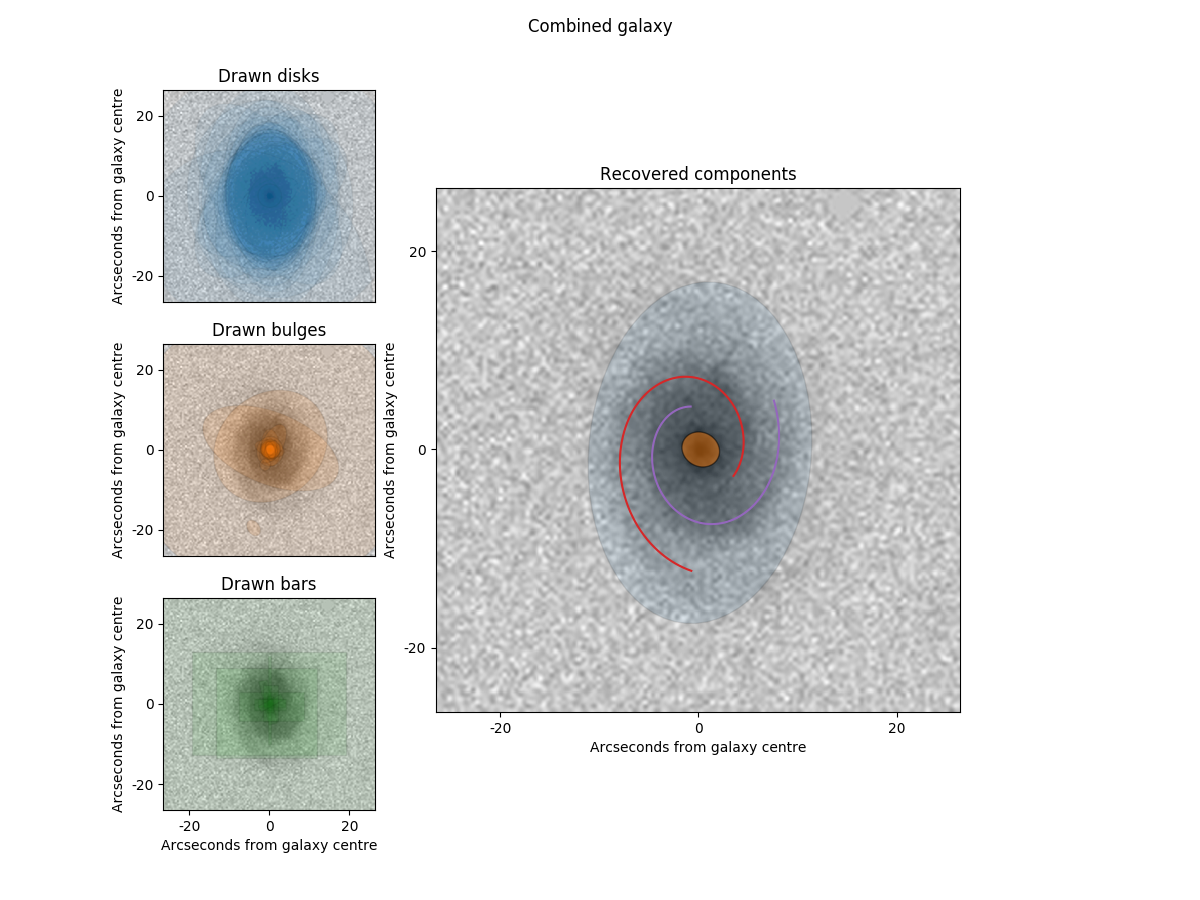 Combined galaxy
Drawn disks
Arcseconds from galaxy centre
20
0
-20
Drawn bulges
Arcseconds from galaxy centre
20
0
-20
Drawn bars
Arcseconds from galaxy centre
20
0
-20
-20 0 20
Arcseconds from galaxy centre
Recovered components
Arcseconds from galaxy centre
20
0
-20
-20 0 20
Arcseconds from galaxy centre